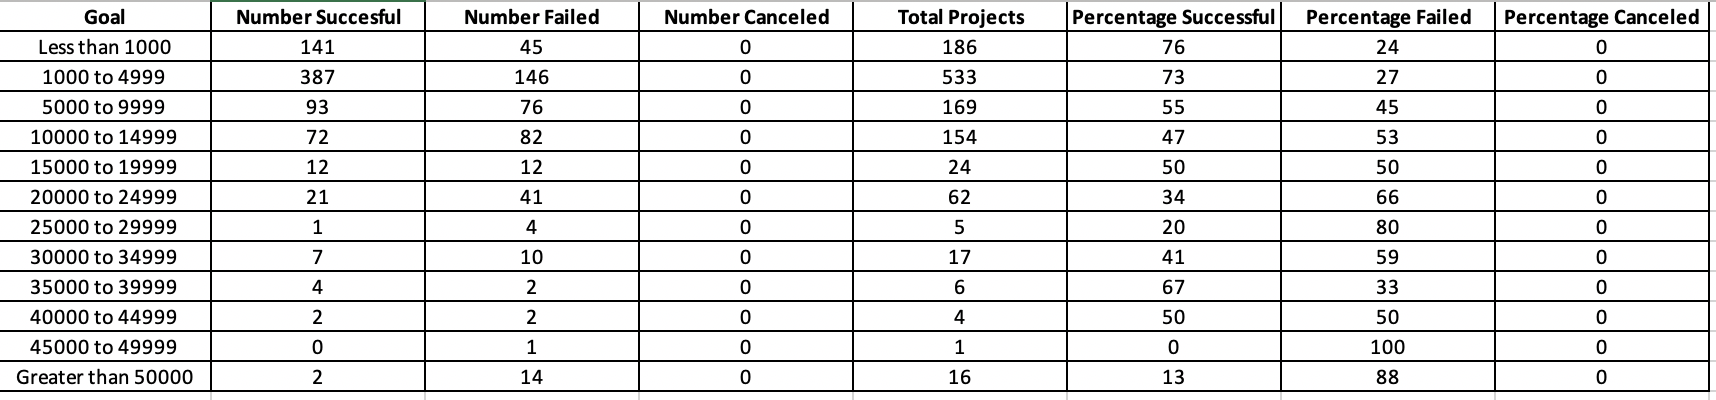 Goal Number Succesful Number Failed Number Canceled Total Projects Percentage Successful Percentage Failed Percentage Canceled
Less than 1000 141 45 0 186 76 24 0
1000 to 4999 387 146 0 533 73 27 0
5000 to 9999 93 76 0 169 55 45 0
10000 to 14999 72 82 0 154 47 53 0
15000 to 19999 12 12 0 24 50 50 0
20000 to 24999 21 41 0 62 34 66 0
25000 to 29999 1 4 0 5 20 80 0
30000 to 34999 7 10 0 17 41 59 0
35000 to 39999 4 2 0 6 67 33 0
40000 to 44999 2 2 0 4 50 50 0
45000 to 49999 0 1 0 1 0 100 0
Greater than 50000 2 14 0 16 13 88 0